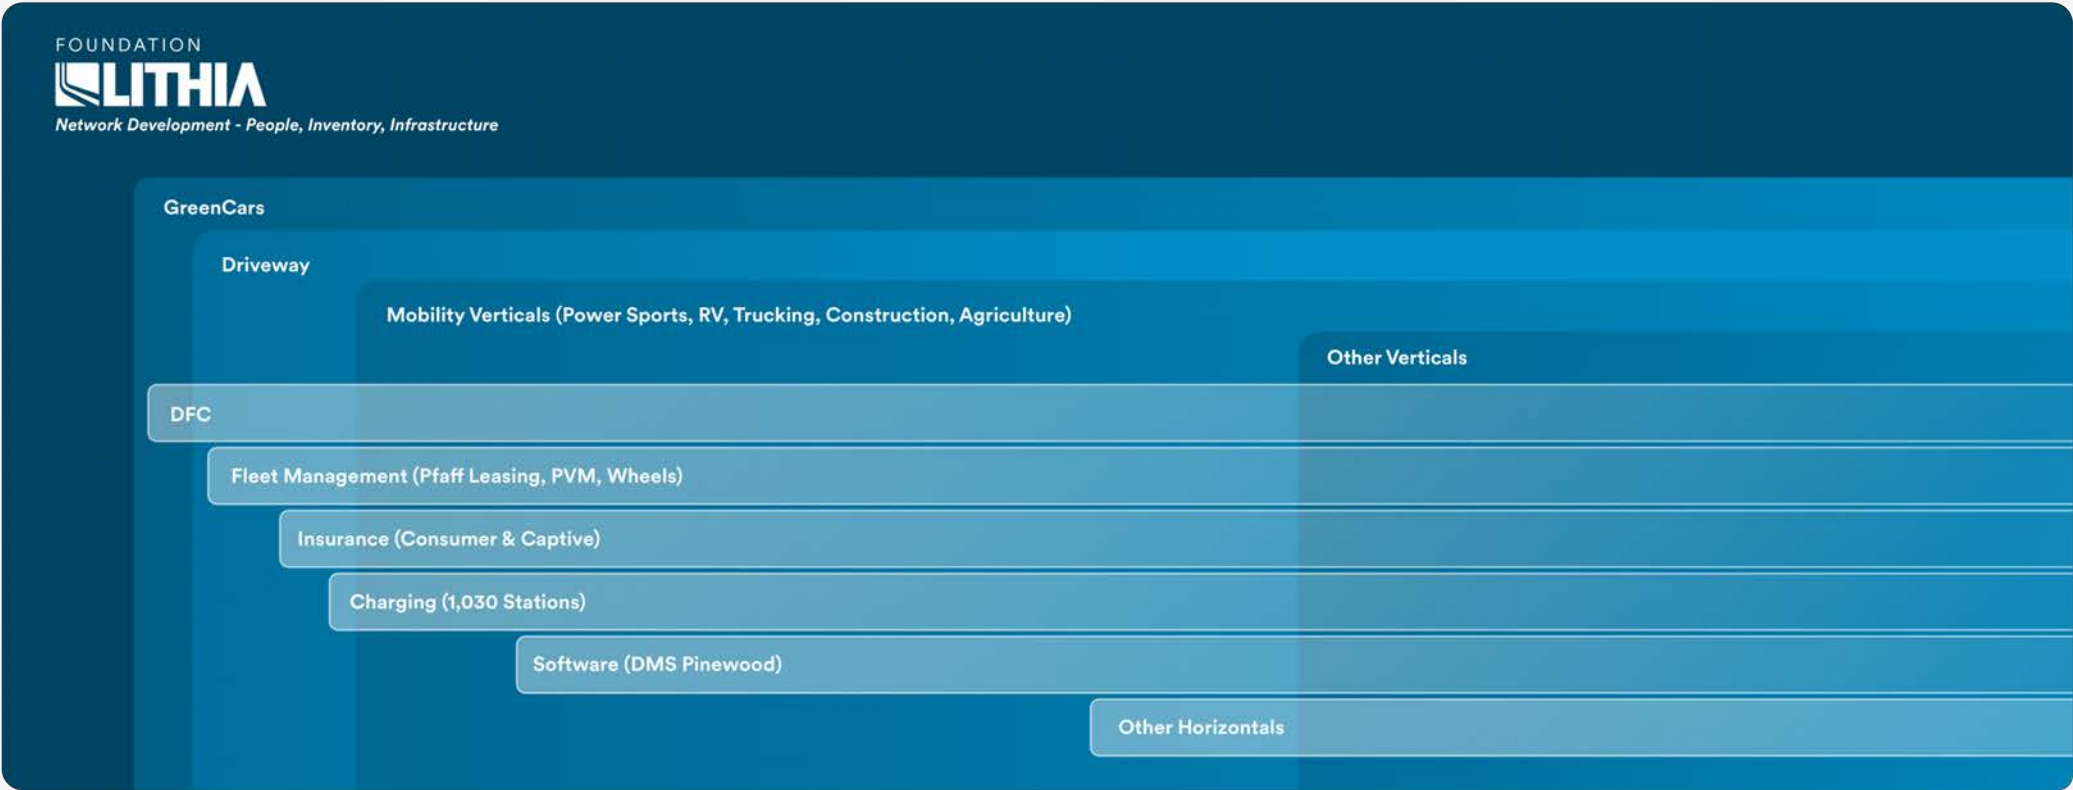 FOUNDATION
LITHIA
Network Development - People, Inventory, Infrastructure
GreenCars
Driveway
Mobility Verticals (Power Sports, RV, Trucking, Construction, Agriculture)
Other Verticals
DFC
Fleet Management (Pfaff Leasing, PVM, Wheels)
Insurance (Consumer & Captive)
Charging (1,030 Stations)
Software (DMS Pinewood)
Other Horizontals